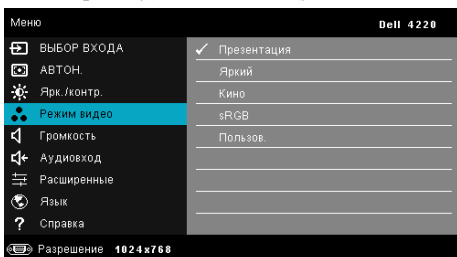 Меню Dell 4220
ВЫБОР ВХОДА
АВТОН.
Ярк./контр.
Режим видео
Громкость
Аудиовход
Расширенные
Язык
? Справка
✓ Презентация
Яркий
Кино
sRGB
Пользов.
Разрешение 1024x768